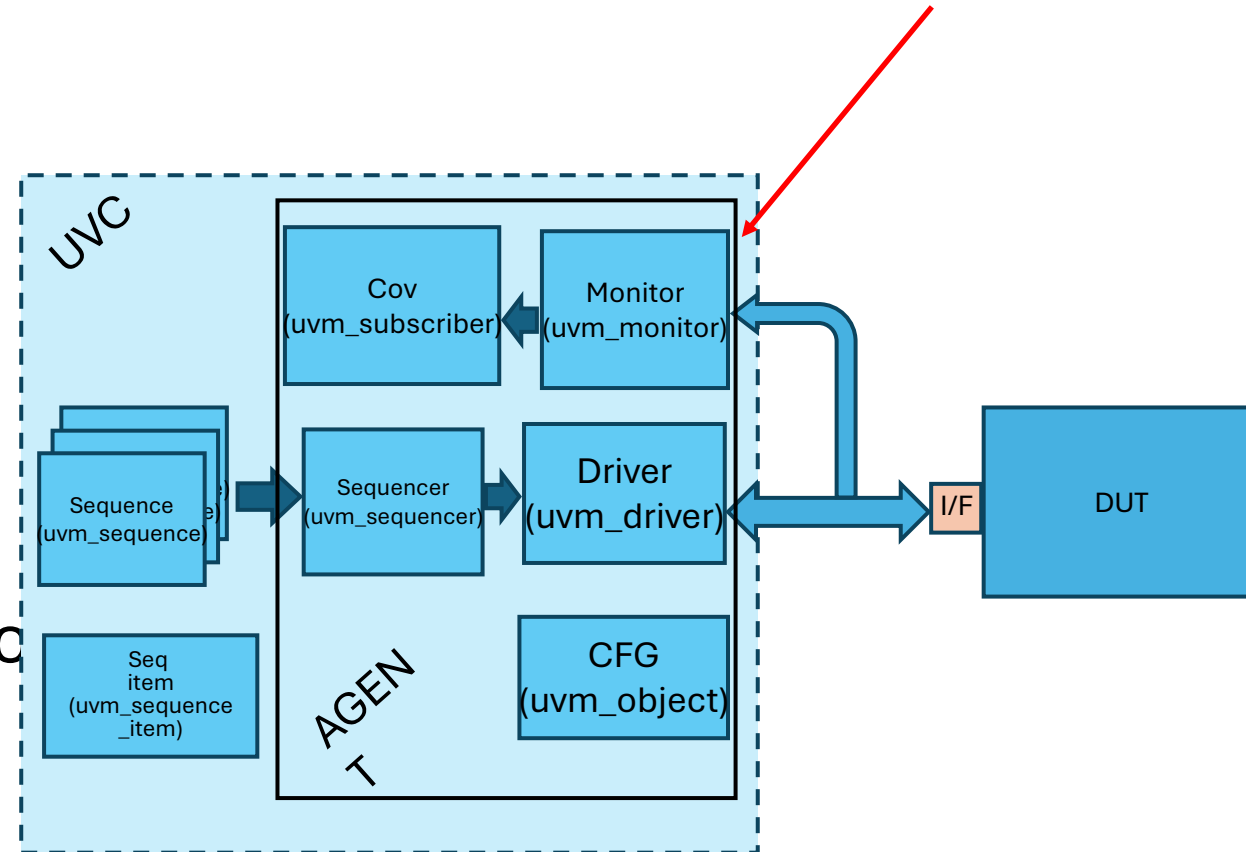 UVC
Cov
(uvm_subscriber)
Monitor
(uvm_monitor)
Sequence
(uvm_sequence)
e)
Sequencer
(uvm_sequencer)
Driver
(uvm_driver)
I/F
DUT
Seq
item
(uvm_sequence
_item)
AGEN
T
CFG
(uvm_object)